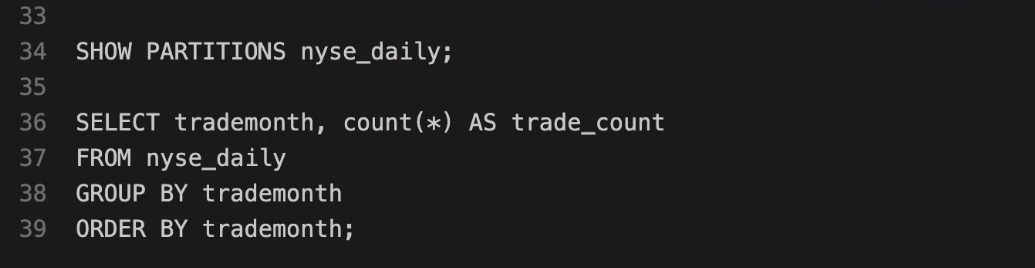 33
34 SHOW PARTITIONS nyse_daily;
35
36 SELECT trademonth, count(*) AS trade_count
37 FROM nyse_daily
38 GROUP BY trademonth
39 ORDER BY trademonth;